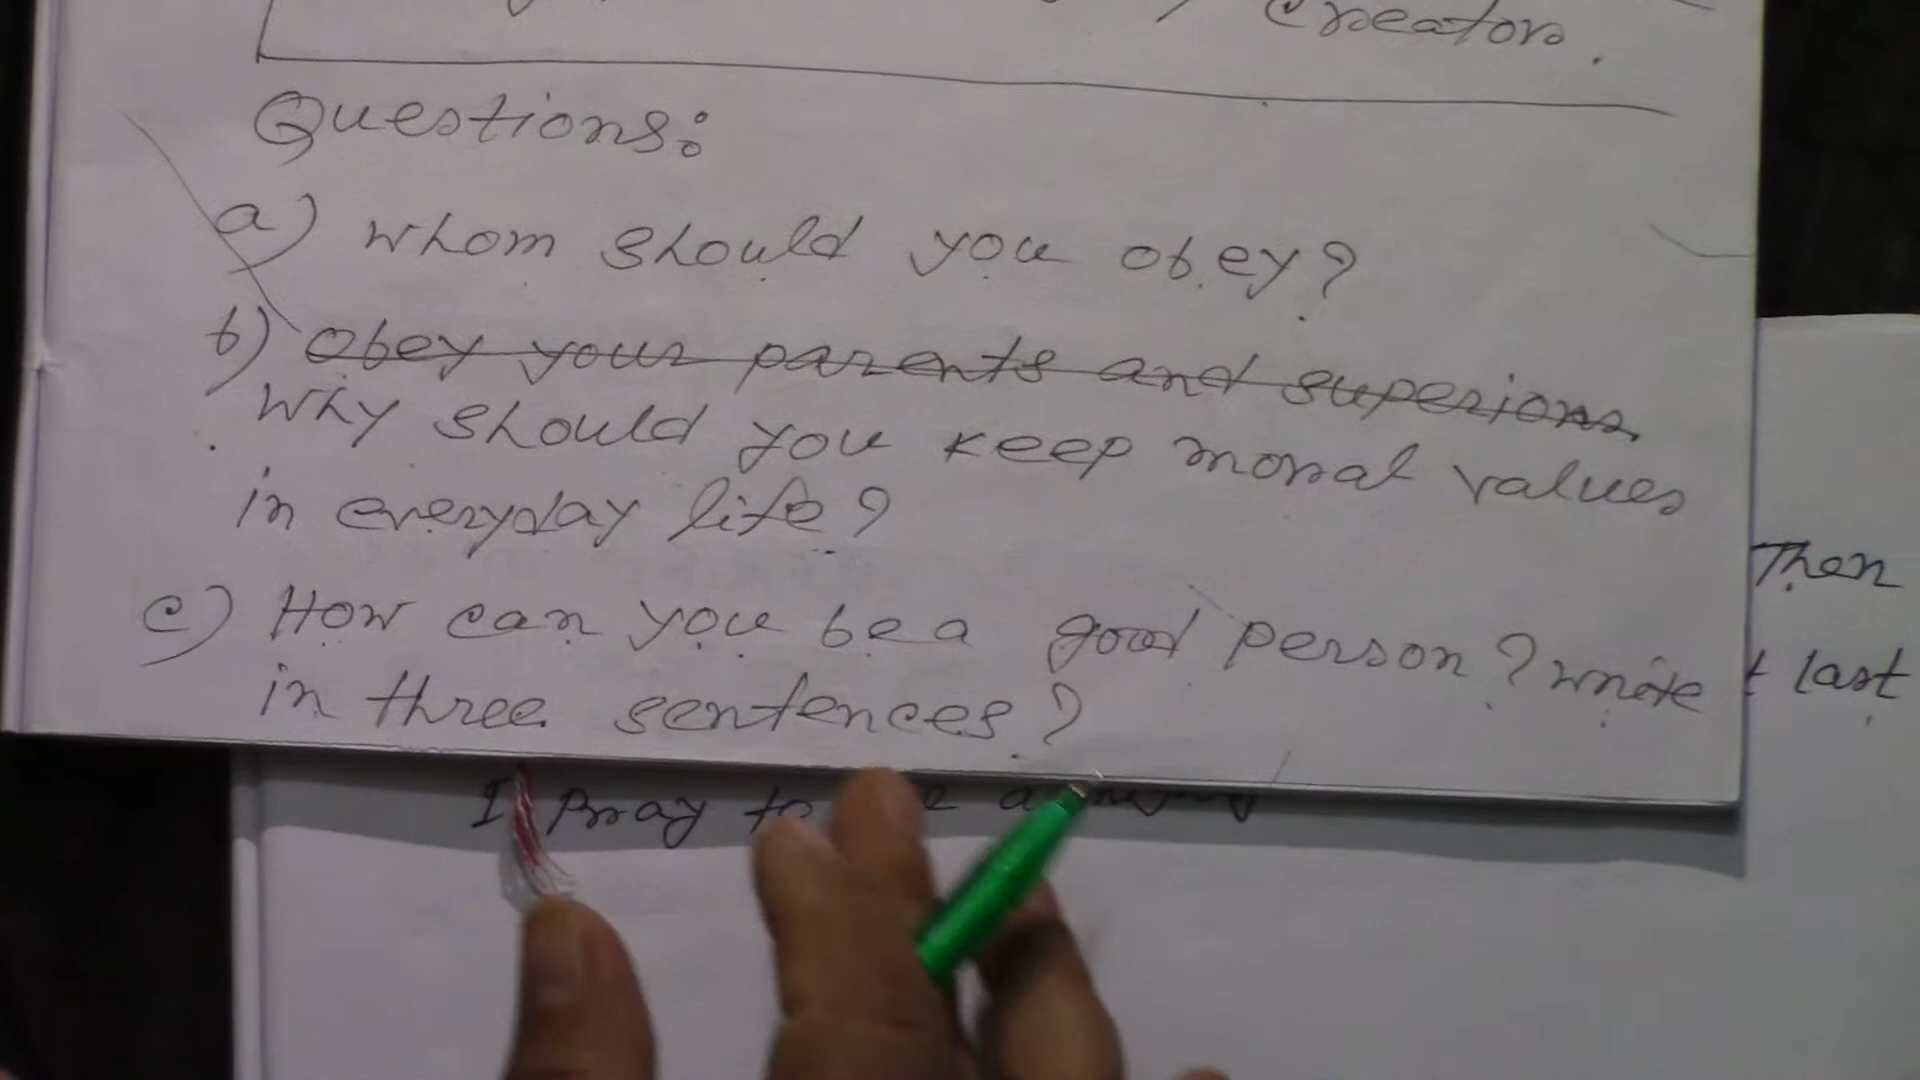 Creator.
Questions:
a) Whom should you obey?
b) Obey your parents and superiors.
Why should you keep moral values
in everyday life?
c) How can you be a good person? write
in three sentences?
Then
t last
I pray to